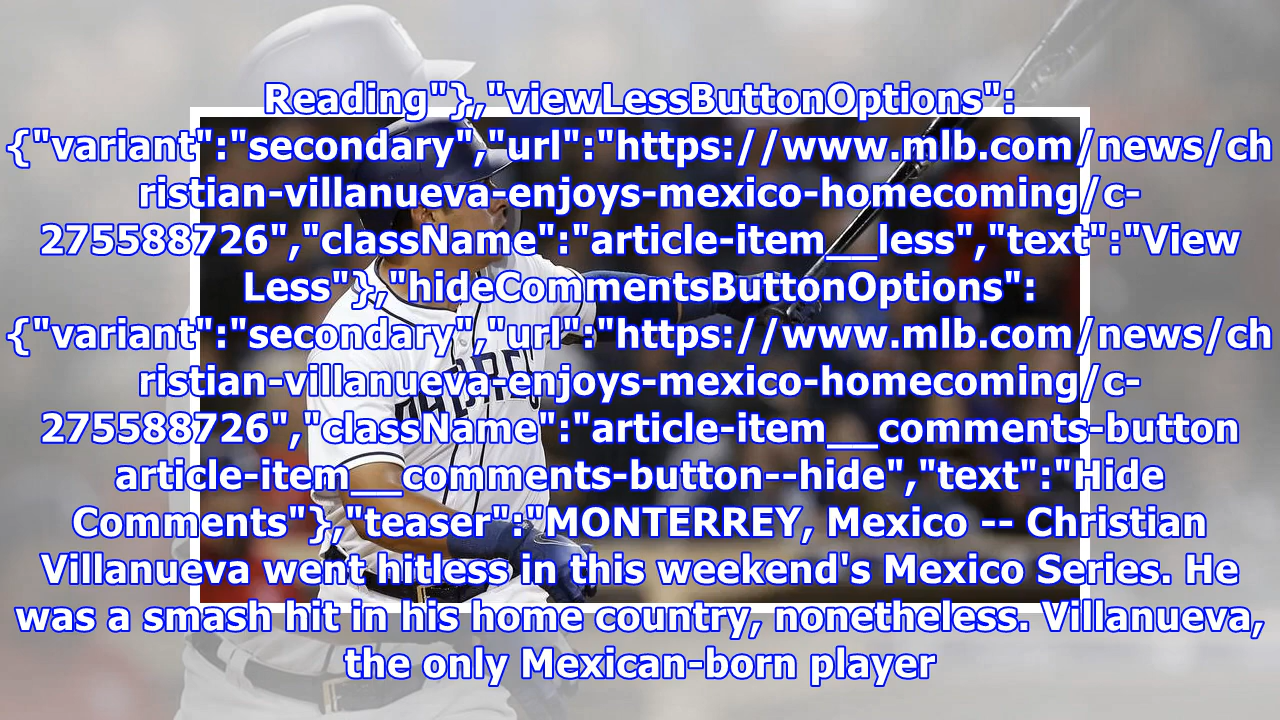 Reading"},"viewLessButtonOptions":
{"variant":"secondary","url":"https://www.mlb.com/news/ch
ristian-villanueva-enjoys-mexico-homecoming/c-
275588726","className":"article-item__less","text":"View
Less"},"hideCommentsButtonOptions":
{"variant":"secondary","url":"https://www.mlb.com/news/ch
ristian-villanueva-enjoys-mexico-homecoming/c-
275588726","className":"article-item__comments-button
article-item__comments-button--hide","text":"Hide
Comments"},"teaser":"MONTERREY, Mexico -- Christian
Villanueva went hitless in this weekend's Mexico Series. He
was a smash hit in his home country, nonetheless. Villanueva,
the only Mexican-born player
PADRES